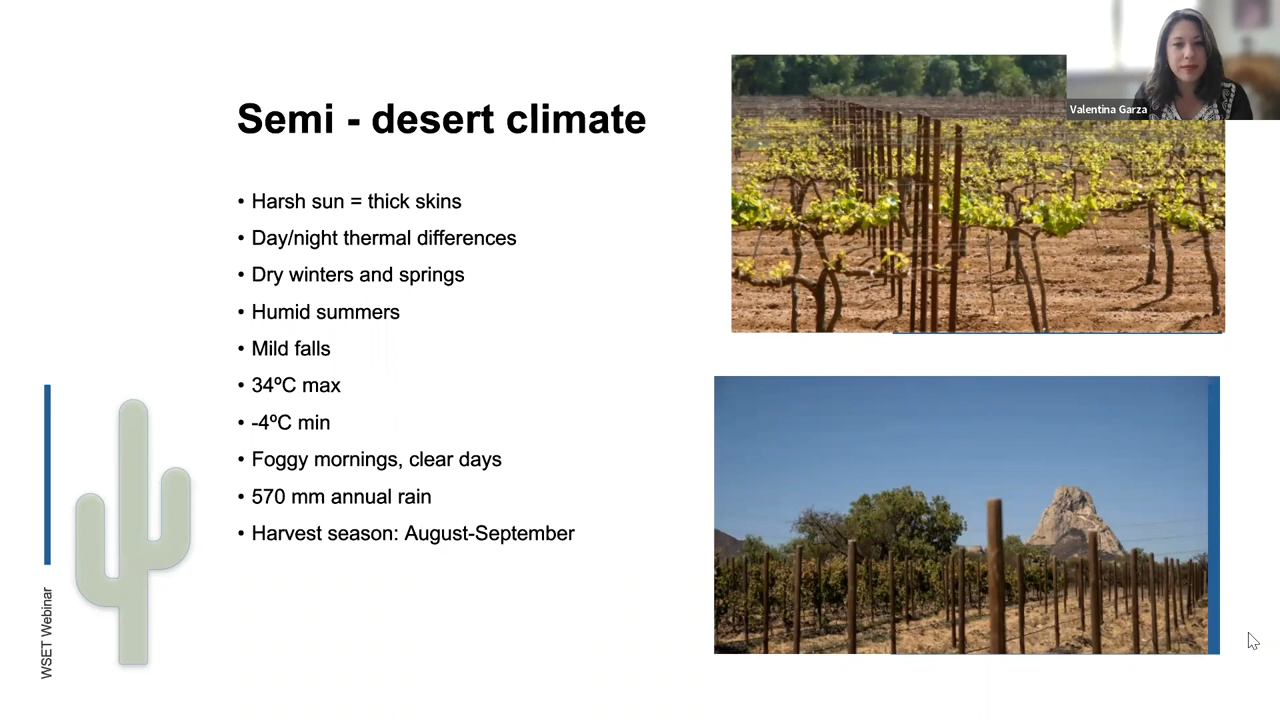 Semi - desert climate
• Harsh sun = thick skins
• Day/night thermal differences
• Dry winters and springs
• Humid summers
• Mild falls
• 34ºC max
• -4ºC min
• Foggy mornings, clear days
• 570 mm annual rain
• Harvest season: August-September
Valentina Garza
WSET Webinar